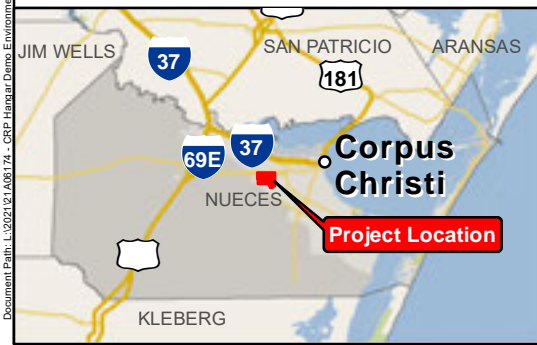 Document Path: L:\2021\21A06174 - CRP Hangar Demo Environme
JIM WELLS
SAN PATRICIO
ARANSAS
37
181
69E
37
Corpus
Christi
NUECES
Project Location
KLEBERG